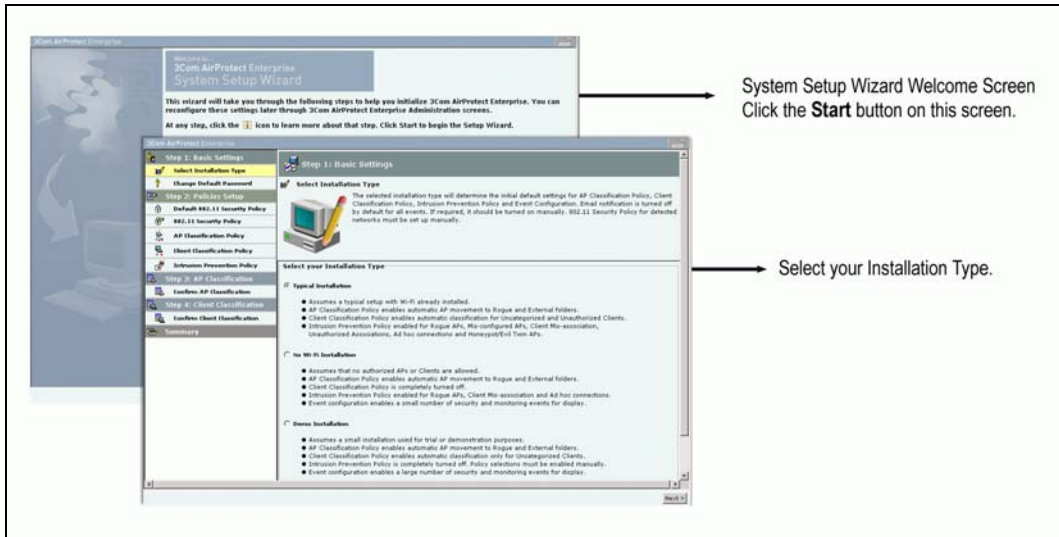 3Com AirProtect Enterprise
Welcome to...
3Com AirProtect Enterprise
System Setup Wizard
This wizard will take you through the following steps to help you initialize 3Com AirProtect Enterprise. You can
reconfigure these settings later through 3Com AirProtect Enterprise Administration screens.
At any step, click the icon to learn more about that step. Click Start to begin the Setup Wizard.
System Setup Wizard Welcome Screen
Click the Start button on this screen.
3Com AirProtect Enterprise
Step 1: Basic Settings
Select Installation Type
Change Default Password
Step 2: Policies Setup
Default 802.11 Security Policy
802.11 Security Policy
AP Classification Policy
Client Classification Policy
Intrusion Prevention Policy
Step 3: AP Classification
Confirm AP Classification
Step 4: Client Classification
Confirm Client Classification
Summary
Step 1: Basic Settings
Select Installation Type
The selected installation type will determine the initial default settings for AP Classification Policy, Client
Classification Policy, Intrusion Prevention Policy and Event Configuration. Email notification is turned off
by default for all events. If required, it should be turned on manually. 802.11 Security Policy for detected
networks must be set up manually.
Select your Installation Type
Typical Installation
● Assumes a typical setup with Wi-Fi already installed.
● AP Classification Policy enables automatic AP movement to Rogue and External folders.
● Client Classification Policy enables automatic classification for Uncategorized and Unauthorized Clients.
● Intrusion Prevention Policy enabled for Rogue APs, Mis-configured APs, Client Mis-association,
Unauthorized Associations, Ad hoc connections and Honeypot/Evil Twin APs.
No Wi-Fi Installation
● Assumes that no authorized APs or Clients are allowed.
● AP Classification Policy enables automatic AP movement to Rogue and External folders.
● Client Classification Policy is completely turned off.
● Intrusion Prevention Policy enabled for Rogue APs, Client Mis-association and Ad hoc connections.
● Event configuration enables a small number of security and monitoring events for display.
Demo Installation
● Assumes a small installation used for trial or demonstration purposes.
● AP Classification Policy enables automatic AP movement to Rogue and External folders.
● Client Classification Policy enables automatic classification only for Uncategorized Clients.
● Intrusion Prevention Policy is completely turned off. Policy selections must be enabled manually.
● Event configuration enables a large number of security and monitoring events for display.
Next >
Select your Installation Type.